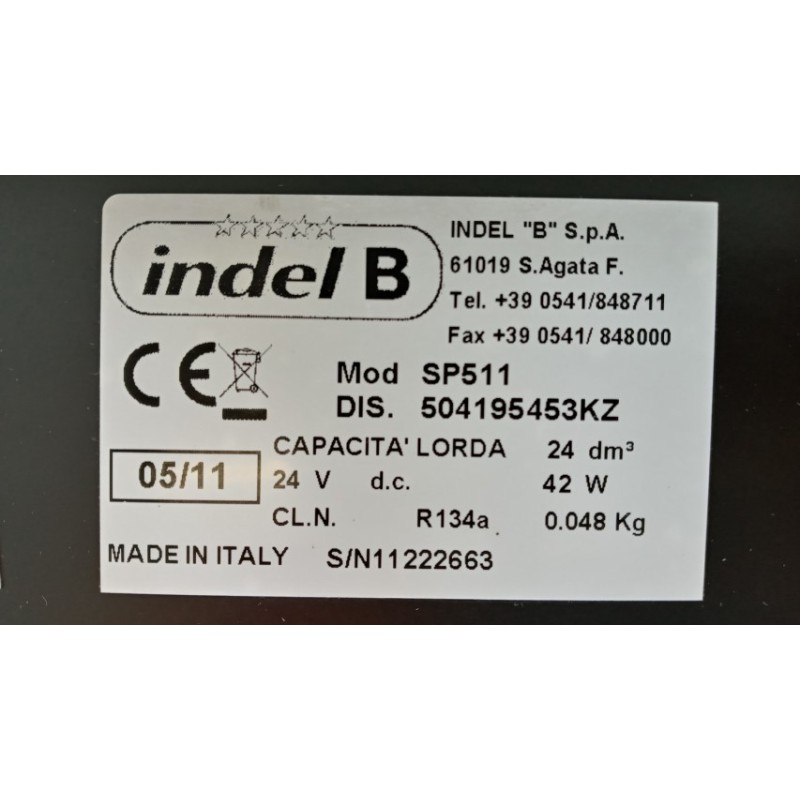 indel B
INDEL "B" S.p.A.
61019 S.Agata F.
Tel. +39 0541/848711
Fax +39 0541/ 848000
CE
Mod SP511
DIS. 504195453KZ
CAPACITA' LORDA 24 dm³
05/11 24 V d.c. 42 W
CL.N. R134a 0.048 Kg
MADE IN ITALY S/N11222663